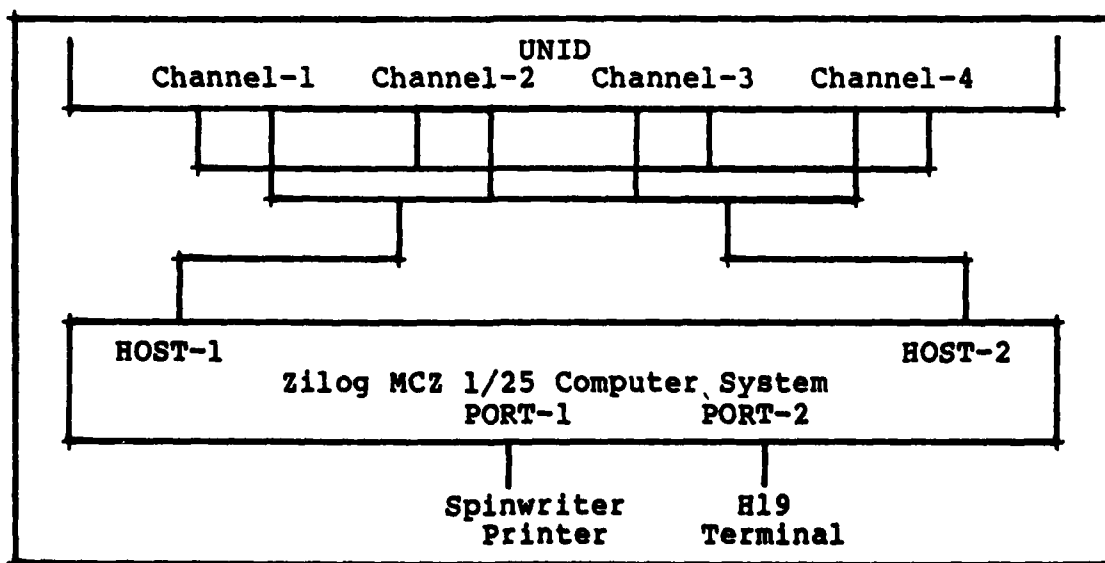 UNID
Channel-1 Channel-2 Channel-3 Channel-4
HOST-1 HOST-2
Zilog MCZ 1/25 Computer System
PORT-1 PORT-2
Spinwriter H19
Printer Terminal